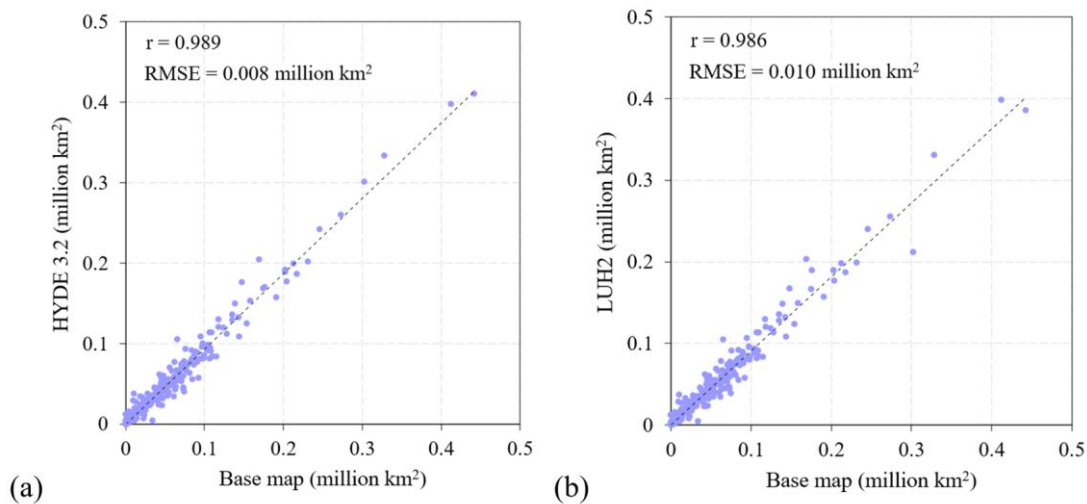 r = 0.989
RMSE = 0.008 million km²
HYDE 3.2 (million km²)
0.5
0.4
0.3
0.2
0.1
0
0 0.1 0.2 0.3 0.4 0.5
Base map (million km²)
(a)
r = 0.986
RMSE = 0.010 million km²
LUH2 (million km²)
0.5
0.4
0.3
0.2
0.1
0
0 0.1 0.2 0.3 0.4 0.5
Base map (million km²)
(b)